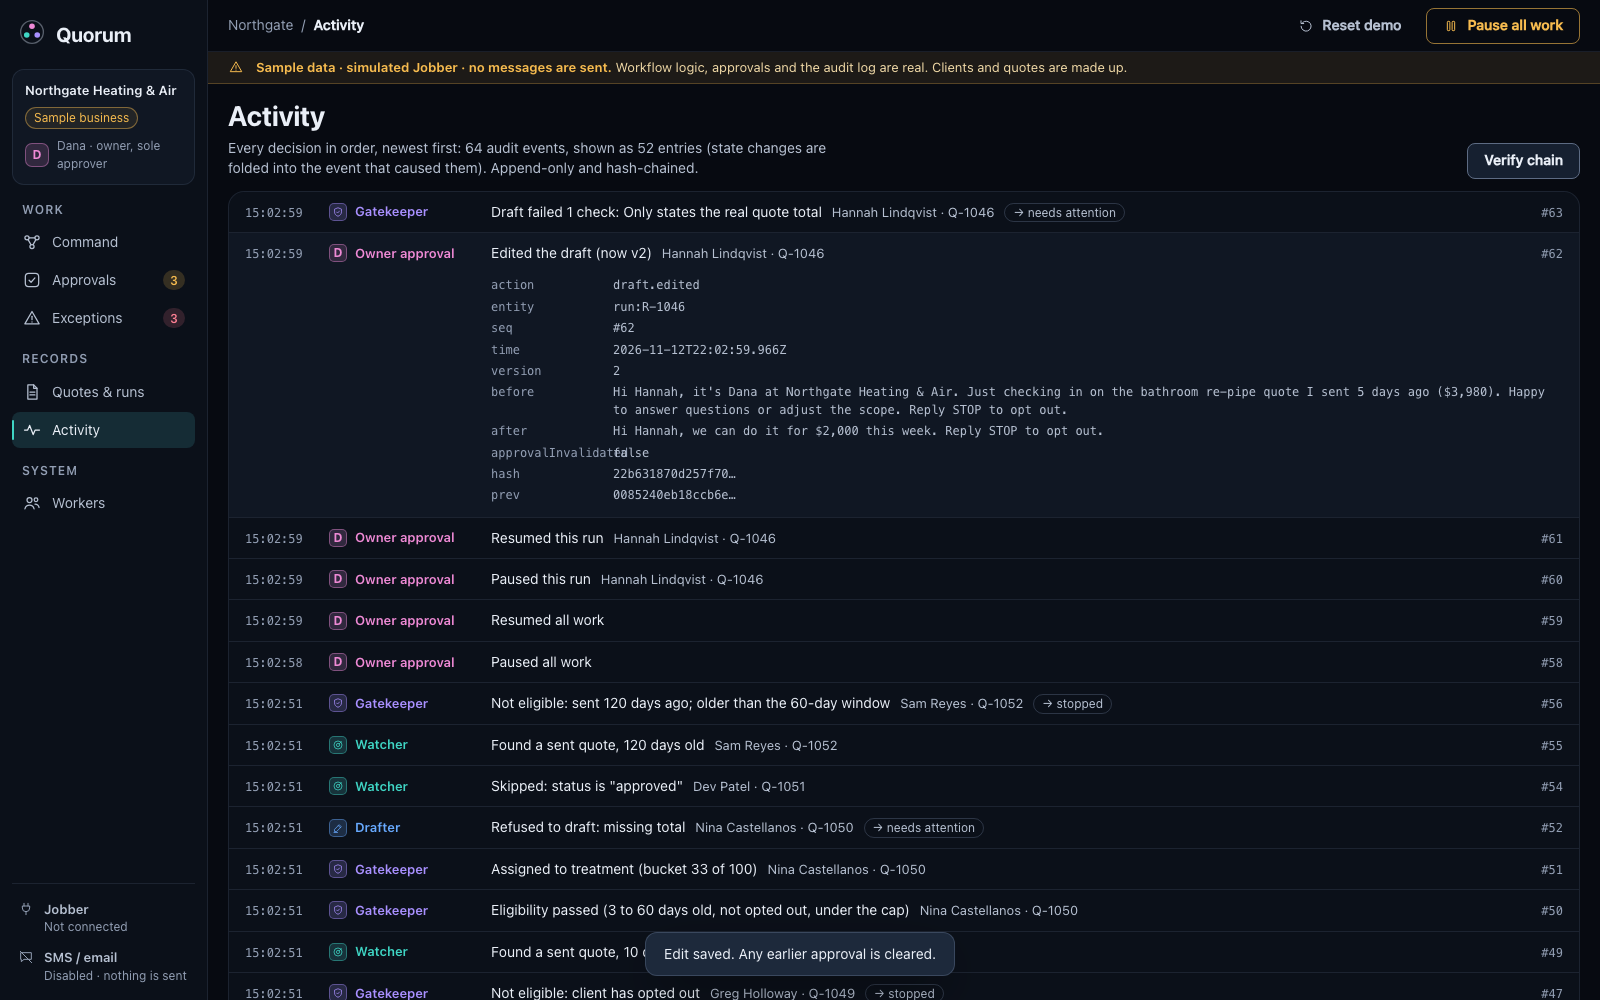 Quorum
Northgate Heating & Air
Sample business
D
Dana · owner, sole
approver
WORK
Command
Approvals
3
Exceptions
3
RECORDS
Quotes & runs
Activity
SYSTEM
Workers
Jobber
Not connected
SMS / email
Disabled · nothing is sent
Northgate / Activity
Reset demo
Pause all work
Sample data · simulated Jobber · no messages are sent. Workflow logic, approvals and the audit log are real. Clients and quotes are made up.
Activity
Every decision in order, newest first: 64 audit events, shown as 52 entries (state changes are
folded into the event that caused them). Append-only and hash-chained.
Verify chain
15:02:59 Gatekeeper Draft failed 1 check: Only states the real quote total Hannah Lindqvist · Q-1046 → needs attention #63
15:02:59 D Owner approval Edited the draft (now v2) Hannah Lindqvist · Q-1046 #62
action draft.edited
entity run:R-1046
seq #62
time 2026-11-12T22:02:59.966Z
version 2
before Hi Hannah, it's Dana at Northgate Heating & Air. Just checking in on the bathroom re-pipe quote I sent 5 days ago ($3,980). Happy
to answer questions or adjust the scope. Reply STOP to opt out.
after Hi Hannah, we can do it for $2,000 this week. Reply STOP to opt out.
approvalInvalidated false
hash 22b631870d257f70…
prev 0085240eb18ccb6e…
15:02:59 D Owner approval Resumed this run Hannah Lindqvist · Q-1046 #61
15:02:59 D Owner approval Paused this run Hannah Lindqvist · Q-1046 #60
15:02:59 D Owner approval Resumed all work #59
15:02:58 D Owner approval Paused all work #58
15:02:51 Gatekeeper Not eligible: sent 120 days ago; older than the 60-day window Sam Reyes · Q-1052 → stopped #56
15:02:51 Watcher Found a sent quote, 120 days old Sam Reyes · Q-1052 #55
15:02:51 Watcher Skipped: status is "approved" Dev Patel · Q-1051 #54
15:02:51 Drafter Refused to draft: missing total Nina Castellanos · Q-1050 → needs attention #52
15:02:51 Gatekeeper Assigned to treatment (bucket 33 of 100) Nina Castellanos · Q-1050 #51
15:02:51 Gatekeeper Eligibility passed (3 to 60 days old, not opted out, under the cap) Nina Castellanos · Q-1050 #50
15:02:51 Watcher Found a sent quote, 10 #49
Edit saved. Any earlier approval is cleared.
15:02:51 Gatekeeper Not eligible: client has opted out Greg Holloway · Q-1049 → stopped #47